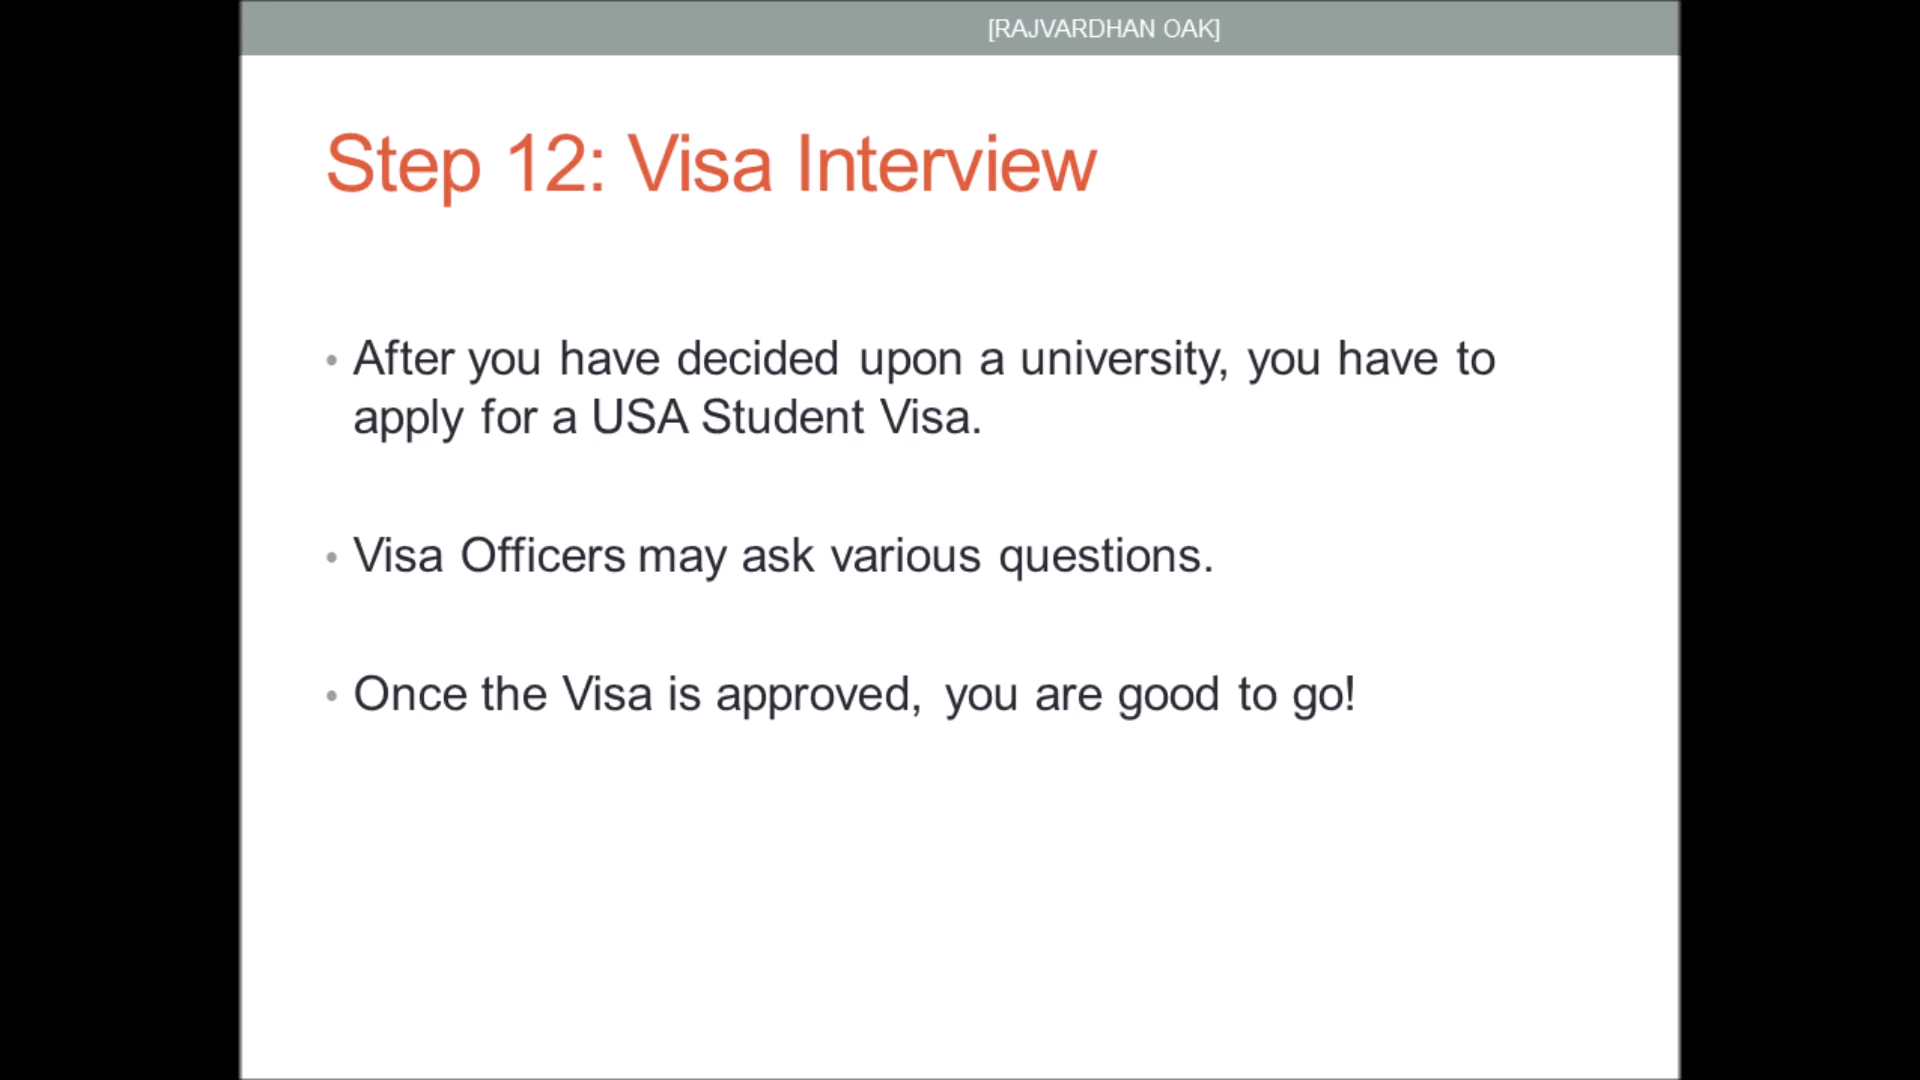 [RAJVARDHAN OAK]
Step 12: Visa Interview
• After you have decided upon a university, you have to
apply for a USA Student Visa.
• Visa Officers may ask various questions.
• Once the Visa is approved, you are good to go!